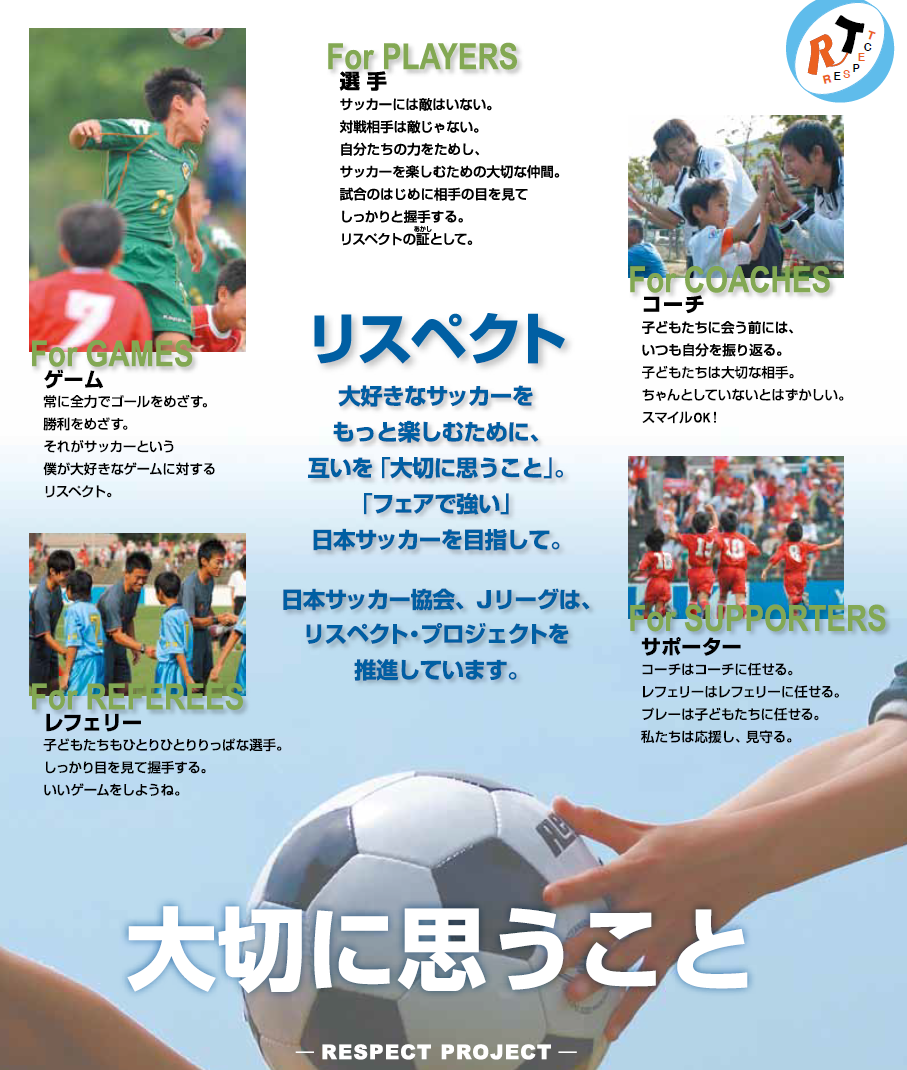 RESPECT
For PLAYERS
選手
サッカーには敵はいない。
対戦相手は敵じゃない。
自分たちの力をためし、
サッカーを楽しむための大切な仲間。
試合のはじめに相手の目を見て
しっかりと握手する。
リスペクトの証として。
あかし
For COACHES
コーチ
子どもたちに会う前には、
いつも自分を振り返る。
子どもたちは大切な相手。
ちゃんとしていないとはずかしい。
スマイルOK!
For GAMES
ゲーム
常に全力でゴールをめざす。
勝利をめざす。
それがサッカーという
僕が大好きなゲームに対する
リスペクト。
リスペクト
大好きなサッカーを
もっと楽しむために、
互いを「大切に思うこと」。
「フェアで強い」
日本サッカーを目指して。
日本サッカー協会、Jリーグは、
リスペクト・プロジェクトを
推進しています。
For REFEREES
レフェリー
子どもたちもひとりひとりりっぱな選手。
しっかり目を見て握手する。
いいゲームをしようね。
For SUPPORTERS
サポーター
コーチはコーチに任せる。
レフェリーはレフェリーに任せる。
プレーは子どもたちに任せる。
私たちは応援し、見守る。
大切に思うこと
— RESPECT PROJECT —